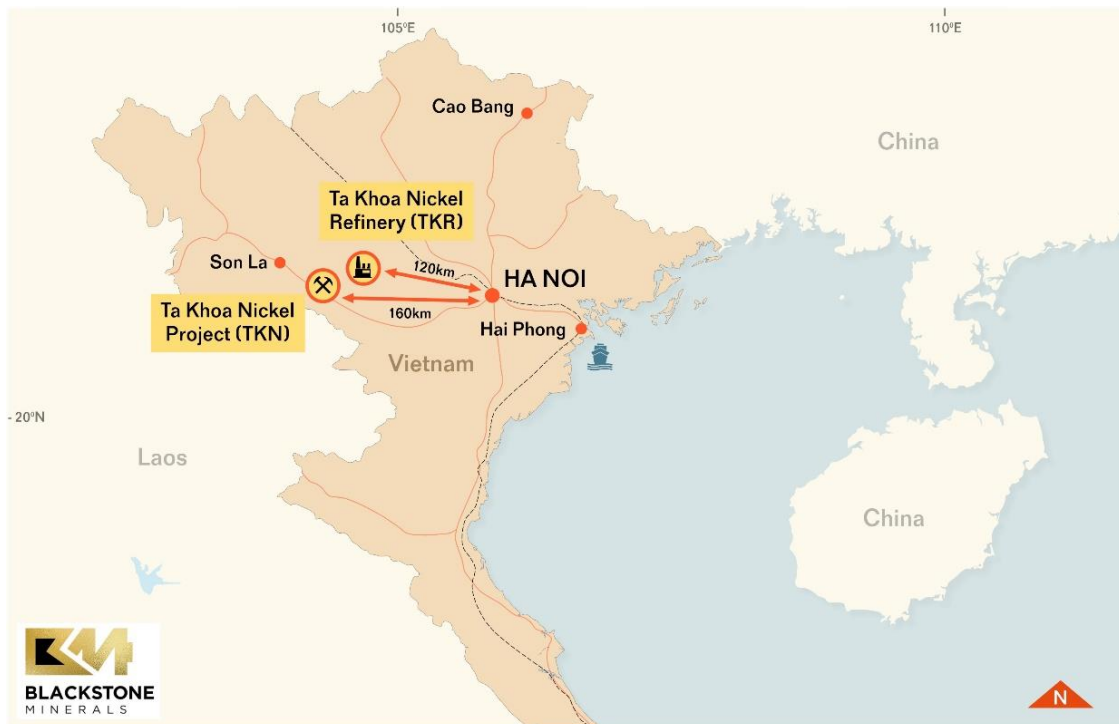 105°E
110°E
Cao Bang
China
Ta Khoa Nickel
Refinery (TKR)
Son La
120km
HA NOI
Ta Khoa Nickel
Project (TKN)
160km
Hai Phong
Vietnam
- 20°N
Laos
China
BLACKSTONE
MINERALS
N